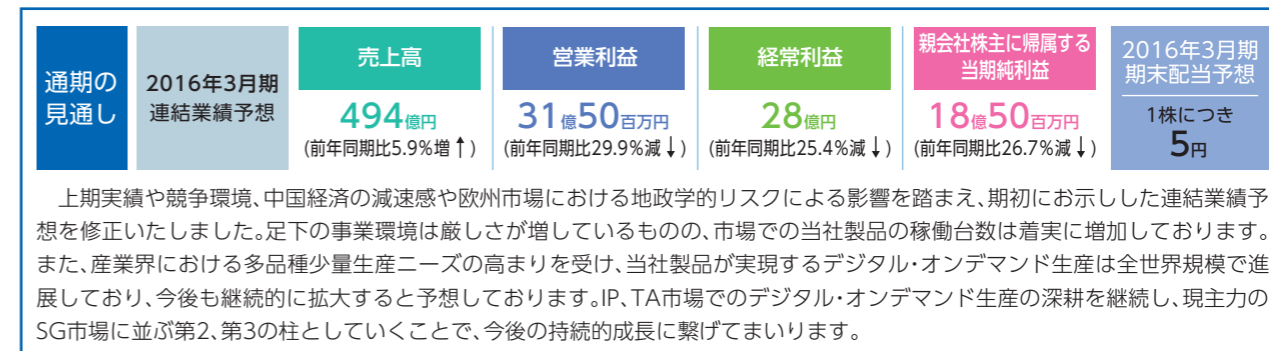 通期の
見通し
2016年3月期
連結業績予想
売上高
494億円
(前年同期比5.9%増↑)
営業利益
31億50百万円
(前年同期比29.9%減↓)
経常利益
28億円
(前年同期比25.4%減↓)
親会社株主に帰属する
当期純利益
18億50百万円
(前年同期比26.7%減↓)
2016年3月期
期末配当予想
1株につき
5円
上期実績や競争環境、中国経済の減速感や欧州市場における地政学的リスクによる影響を踏まえ、期初にお示しした連結業績予
想を修正いたしました。足下の事業環境は厳しさが増しているものの、市場での当社製品の稼働台数は着実に増加しております。
また、産業界における多品種少量生産ニーズの高まりを受け、当社製品が実現するデジタル・オンデマンド生産は全世界規模で進
展しており、今後も継続的に拡大すると予想しております。IP、TA市場でのデジタル・オンデマンド生産の深耕を継続し、現主力の
SG市場に並ぶ第2、第3の柱としていくことで、今後の持続的成長に繋げてまいります。